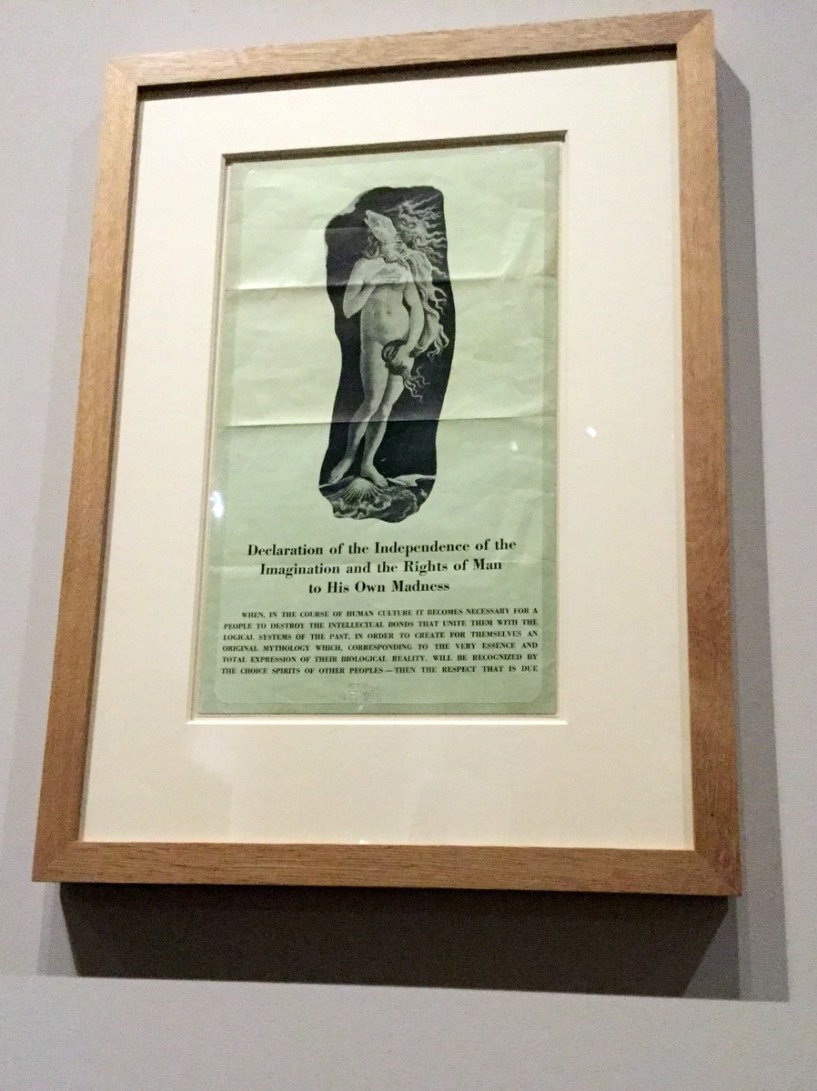 Declaration of the Independence of the
Imagination and the Rights of Man
to His Own Madness
WHEN, IN THE COURSE OF HUMAN CULTURE IT BECOMES NECESSARY FOR A
PEOPLE TO DESTROY THE INTELLECTUAL BONDS THAT UNITE THEM WITH THE
LOGICAL SYSTEMS OF THE PAST, IN ORDER TO CREATE FOR THEMSELVES AN
ORIGINAL MYTHOLOGY WHICH, CORRESPONDING TO THE VERY ESSENCE AND
TOTAL EXPRESSION OF THEIR BIOLOGICAL REALITY, WILL BE RECOGNIZED BY
THE CHOICE SPIRITS OF OTHER PEOPLES — THEN THE RESPECT THAT IS DUE